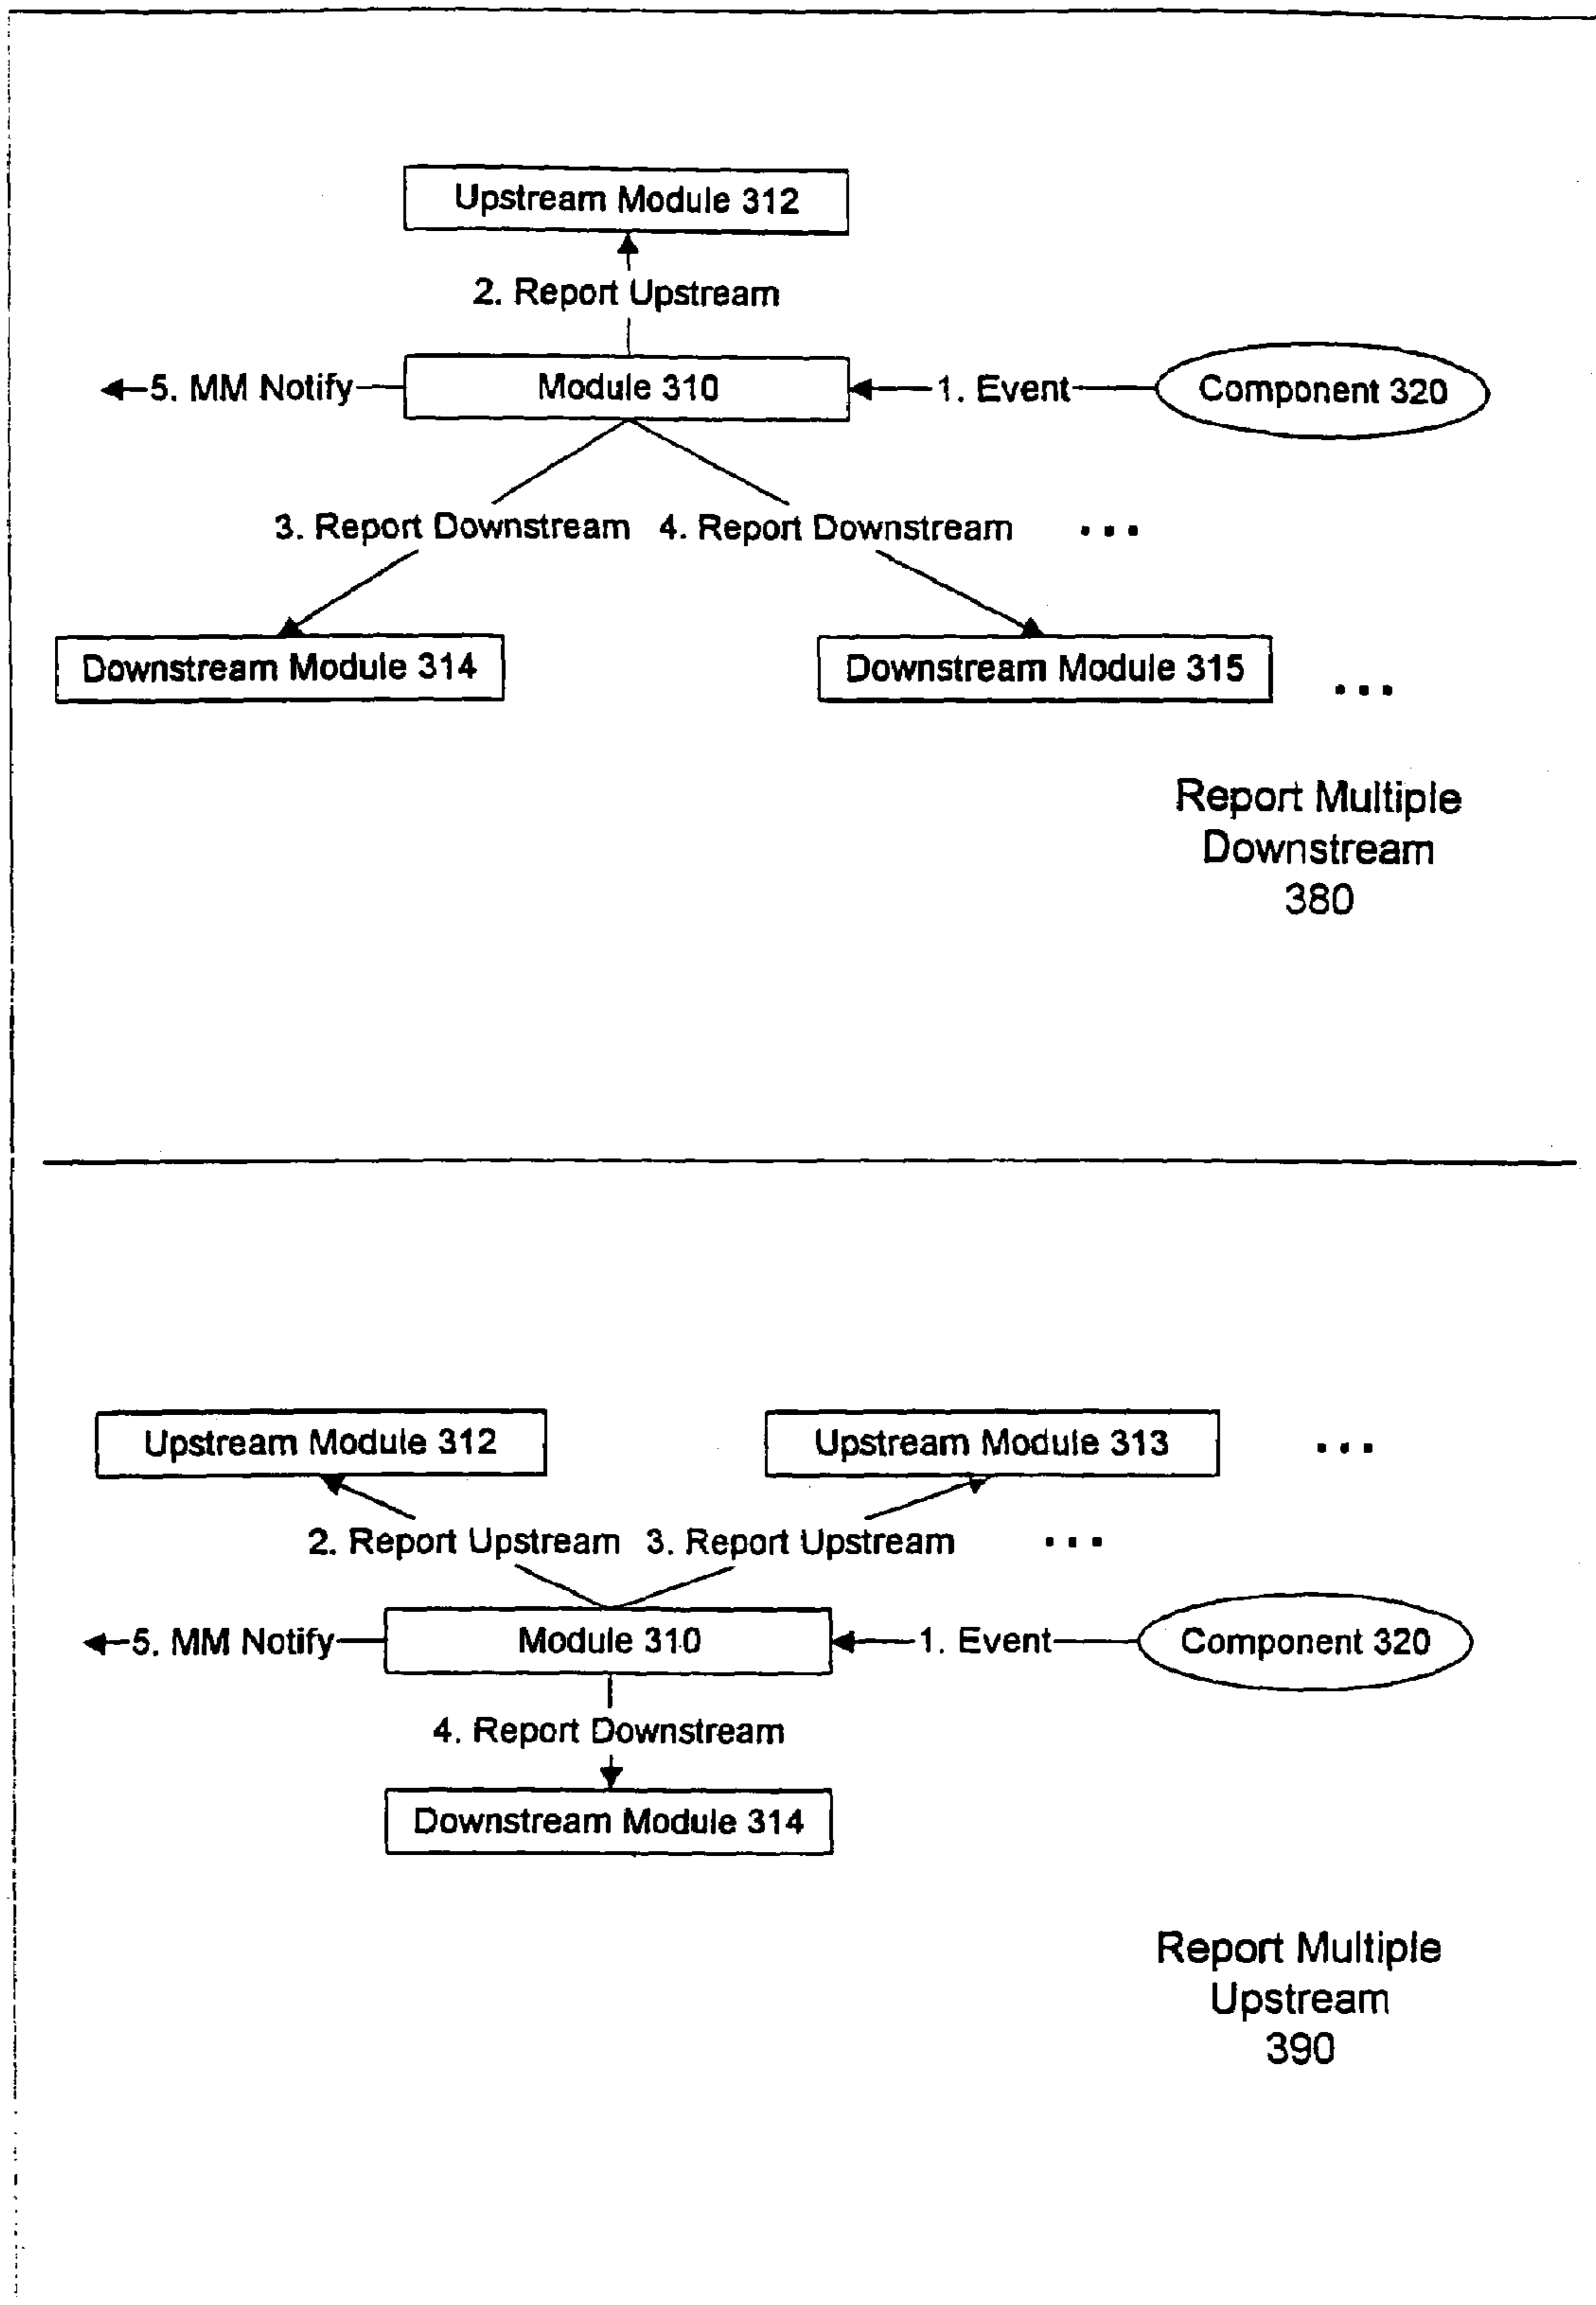 Upstream Module 312
2. Report Upstream
5. MM Notify
Module 310
1. Event
Component 320
3. Report Downstream
4. Report Downstream
...
Downstream Module 314
Downstream Module 315
...
Report Multiple
Downstream
380
Upstream Module 312
Upstream Module 313
...
2. Report Upstream
3. Report Upstream
...
5. MM Notify
Module 310
1. Event
Component 320
4. Report Downstream
Downstream Module 314
Report Multiple
Upstream
390